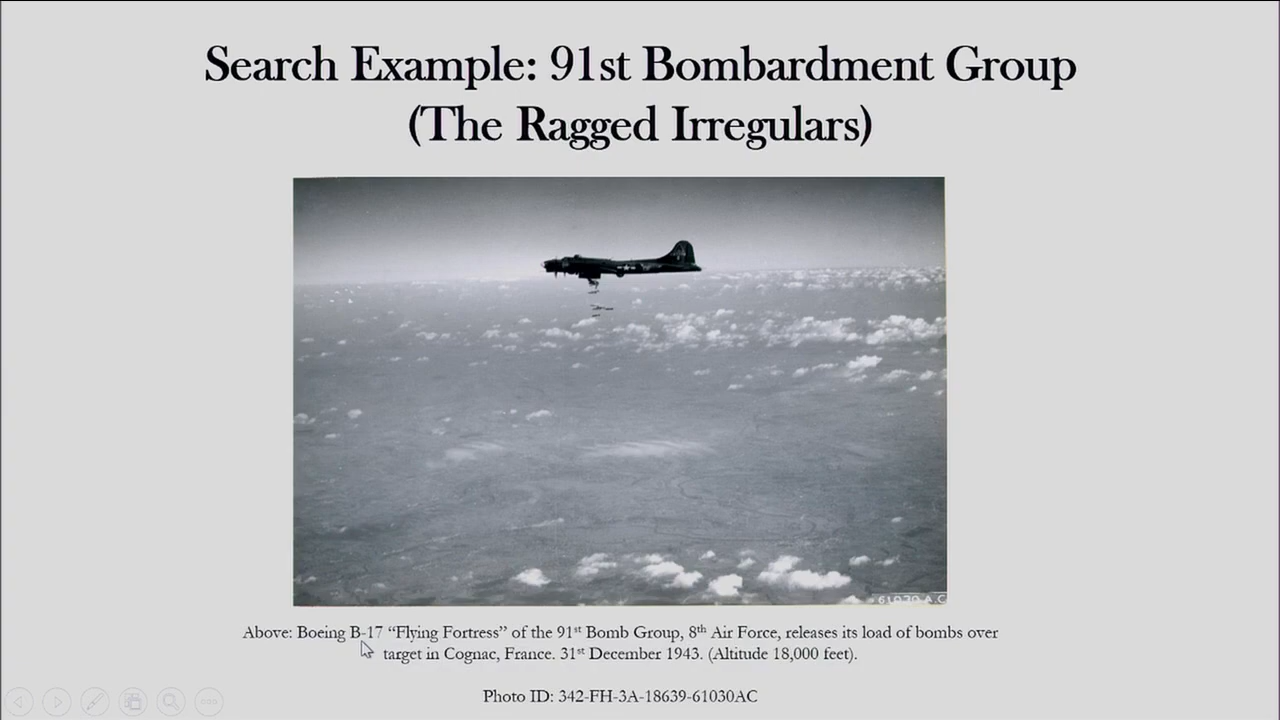 Search Example: 91st Bombardment Group
(The Ragged Irregulars)
61030 A.C
Above: Boeing B-17 “Flying Fortress” of the 91st Bomb Group, 8th Air Force, releases its load of bombs over
target in Cognac, France. 31st December 1943. (Altitude 18,000 feet).
Photo ID: 342-FH-3A-18639-61030AC